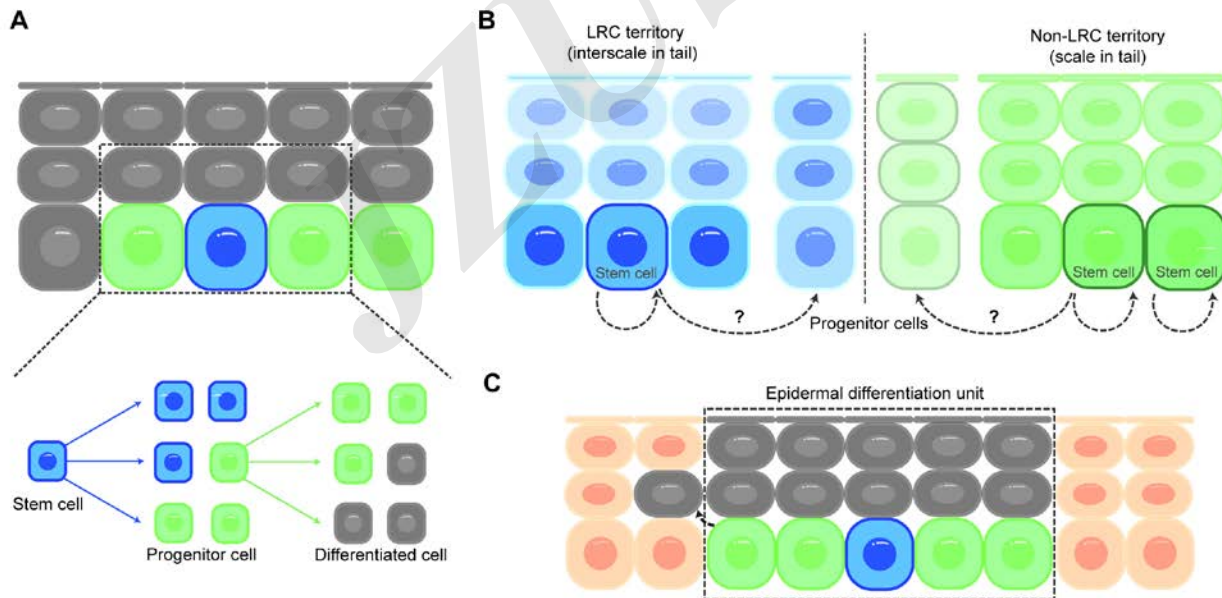 A
Stem cell
Progenitor cell
Differentiated cell
B
LRC territory
(interscale in tail)
Non-LRC territory
(scale in tail)
Stem cell
Stem cell
Stem cell
?
Progenitor cells
?
C
Epidermal differentiation unit